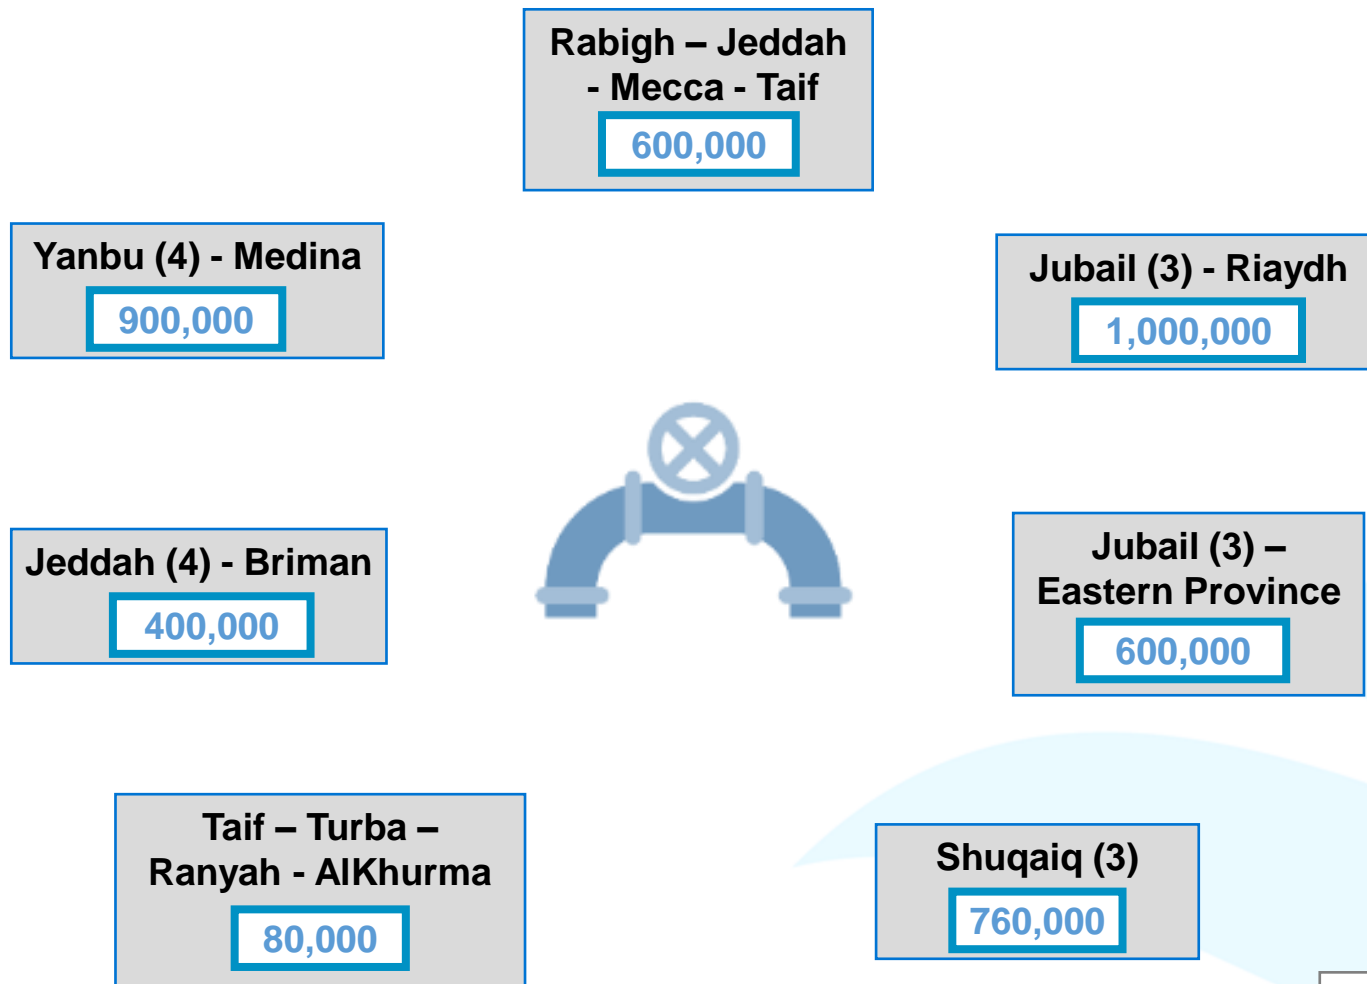 Rabigh – Jeddah
- Mecca - Taif
600,000
Yanbu (4) - Medina
900,000
Jubail (3) - Riaydh
1,000,000
Jeddah (4) - Briman
400,000
Jubail (3) –
Eastern Province
600,000
Taif – Turba –
Ranyah - AlKhurma
80,000
Shuqaiq (3)
760,000